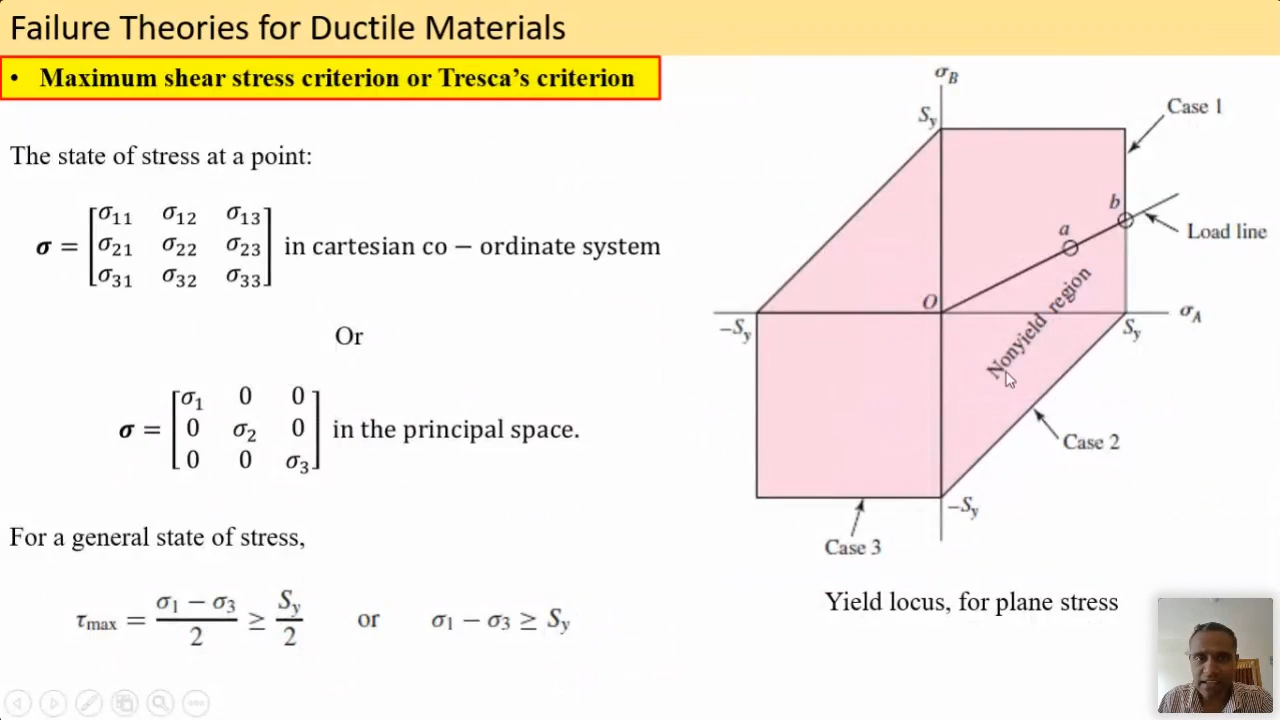 Failure Theories for Ductile Materials
• Maximum shear stress criterion or Tresca's criterion
The state of stress at a point:
𝝈 = [σ11 σ12 σ13
σ21 σ22 σ23
σ31 σ32 σ33] in cartesian co − ordinate system
Or
𝝈 = [σ1 0 0
0 σ2 0
0 0 σ3] in the principal space.
For a general state of stress,
τmax = (σ1 − σ3)/2 ≥ Sy/2 or σ1 − σ3 ≥ Sy
σB
Sy
Case 1
b
a
Load line
O
σA
−Sy
Sy
Nonyield region
Case 2
−Sy
Case 3
Yield locus, for plane stress